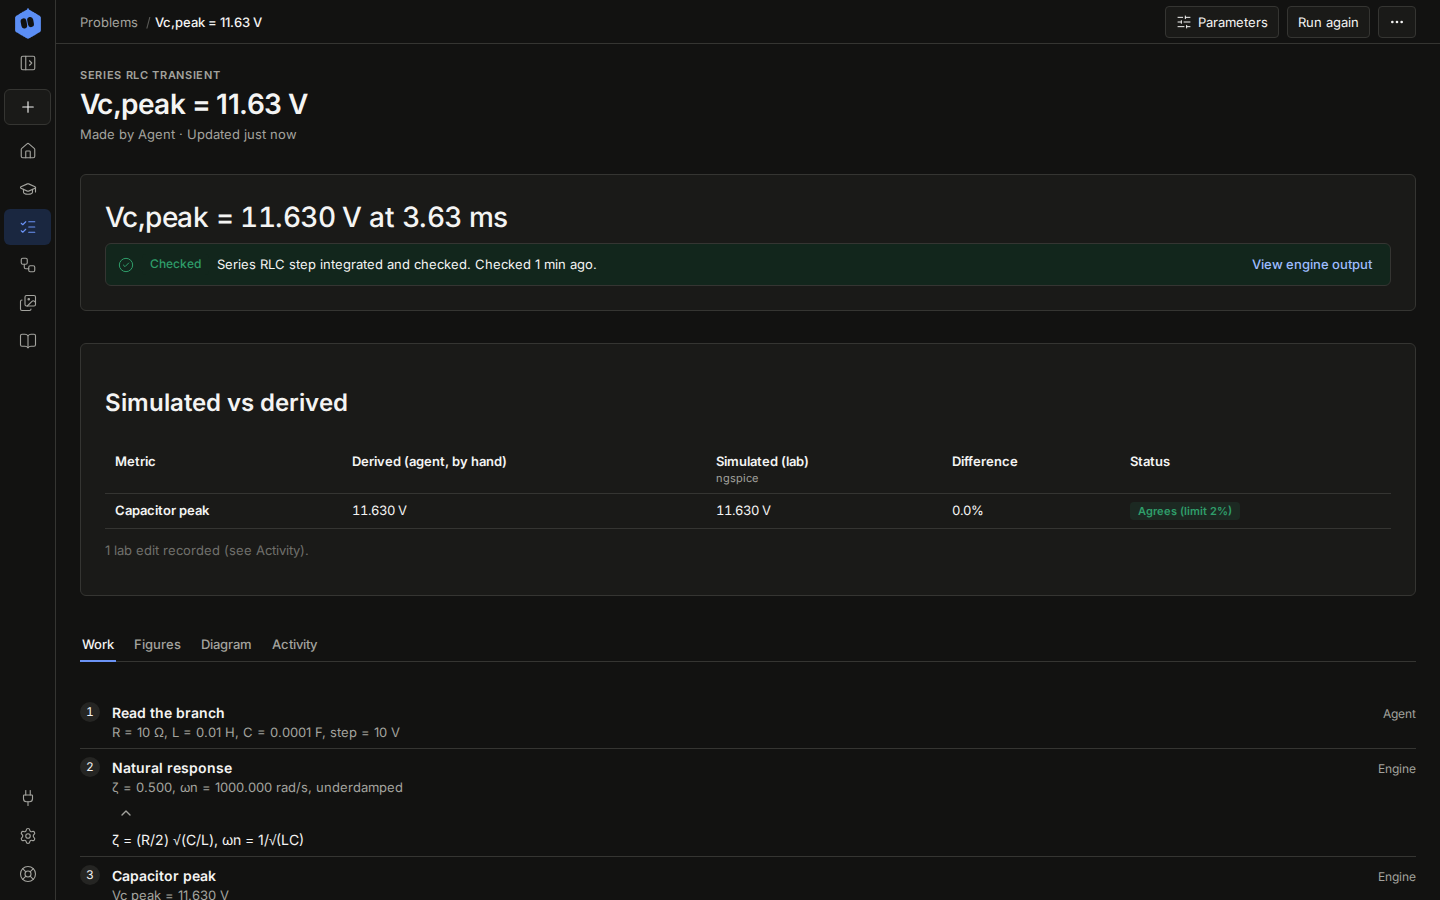 Problems / Vc,peak = 11.63 V
Parameters
Run again
SERIES RLC TRANSIENT
Vc,peak = 11.63 V
Made by Agent · Updated just now
Vc,peak = 11.630 V at 3.63 ms
Checked Series RLC step integrated and checked. Checked 1 min ago. View engine output
Simulated vs derived
Metric Derived (agent, by hand) Simulated (lab) Difference Status
ngspice
Capacitor peak 11.630 V 11.630 V 0.0% Agrees (limit 2%)
1 lab edit recorded (see Activity).
Work Figures Diagram Activity
1 Read the branch Agent
R = 10 Ω, L = 0.01 H, C = 0.0001 F, step = 10 V
2 Natural response Engine
ζ = 0.500, ωn = 1000.000 rad/s, underdamped
ζ = (R/2) √(C/L), ωn = 1/√(LC)
3 Capacitor peak Engine
Vc peak = 11.630 V